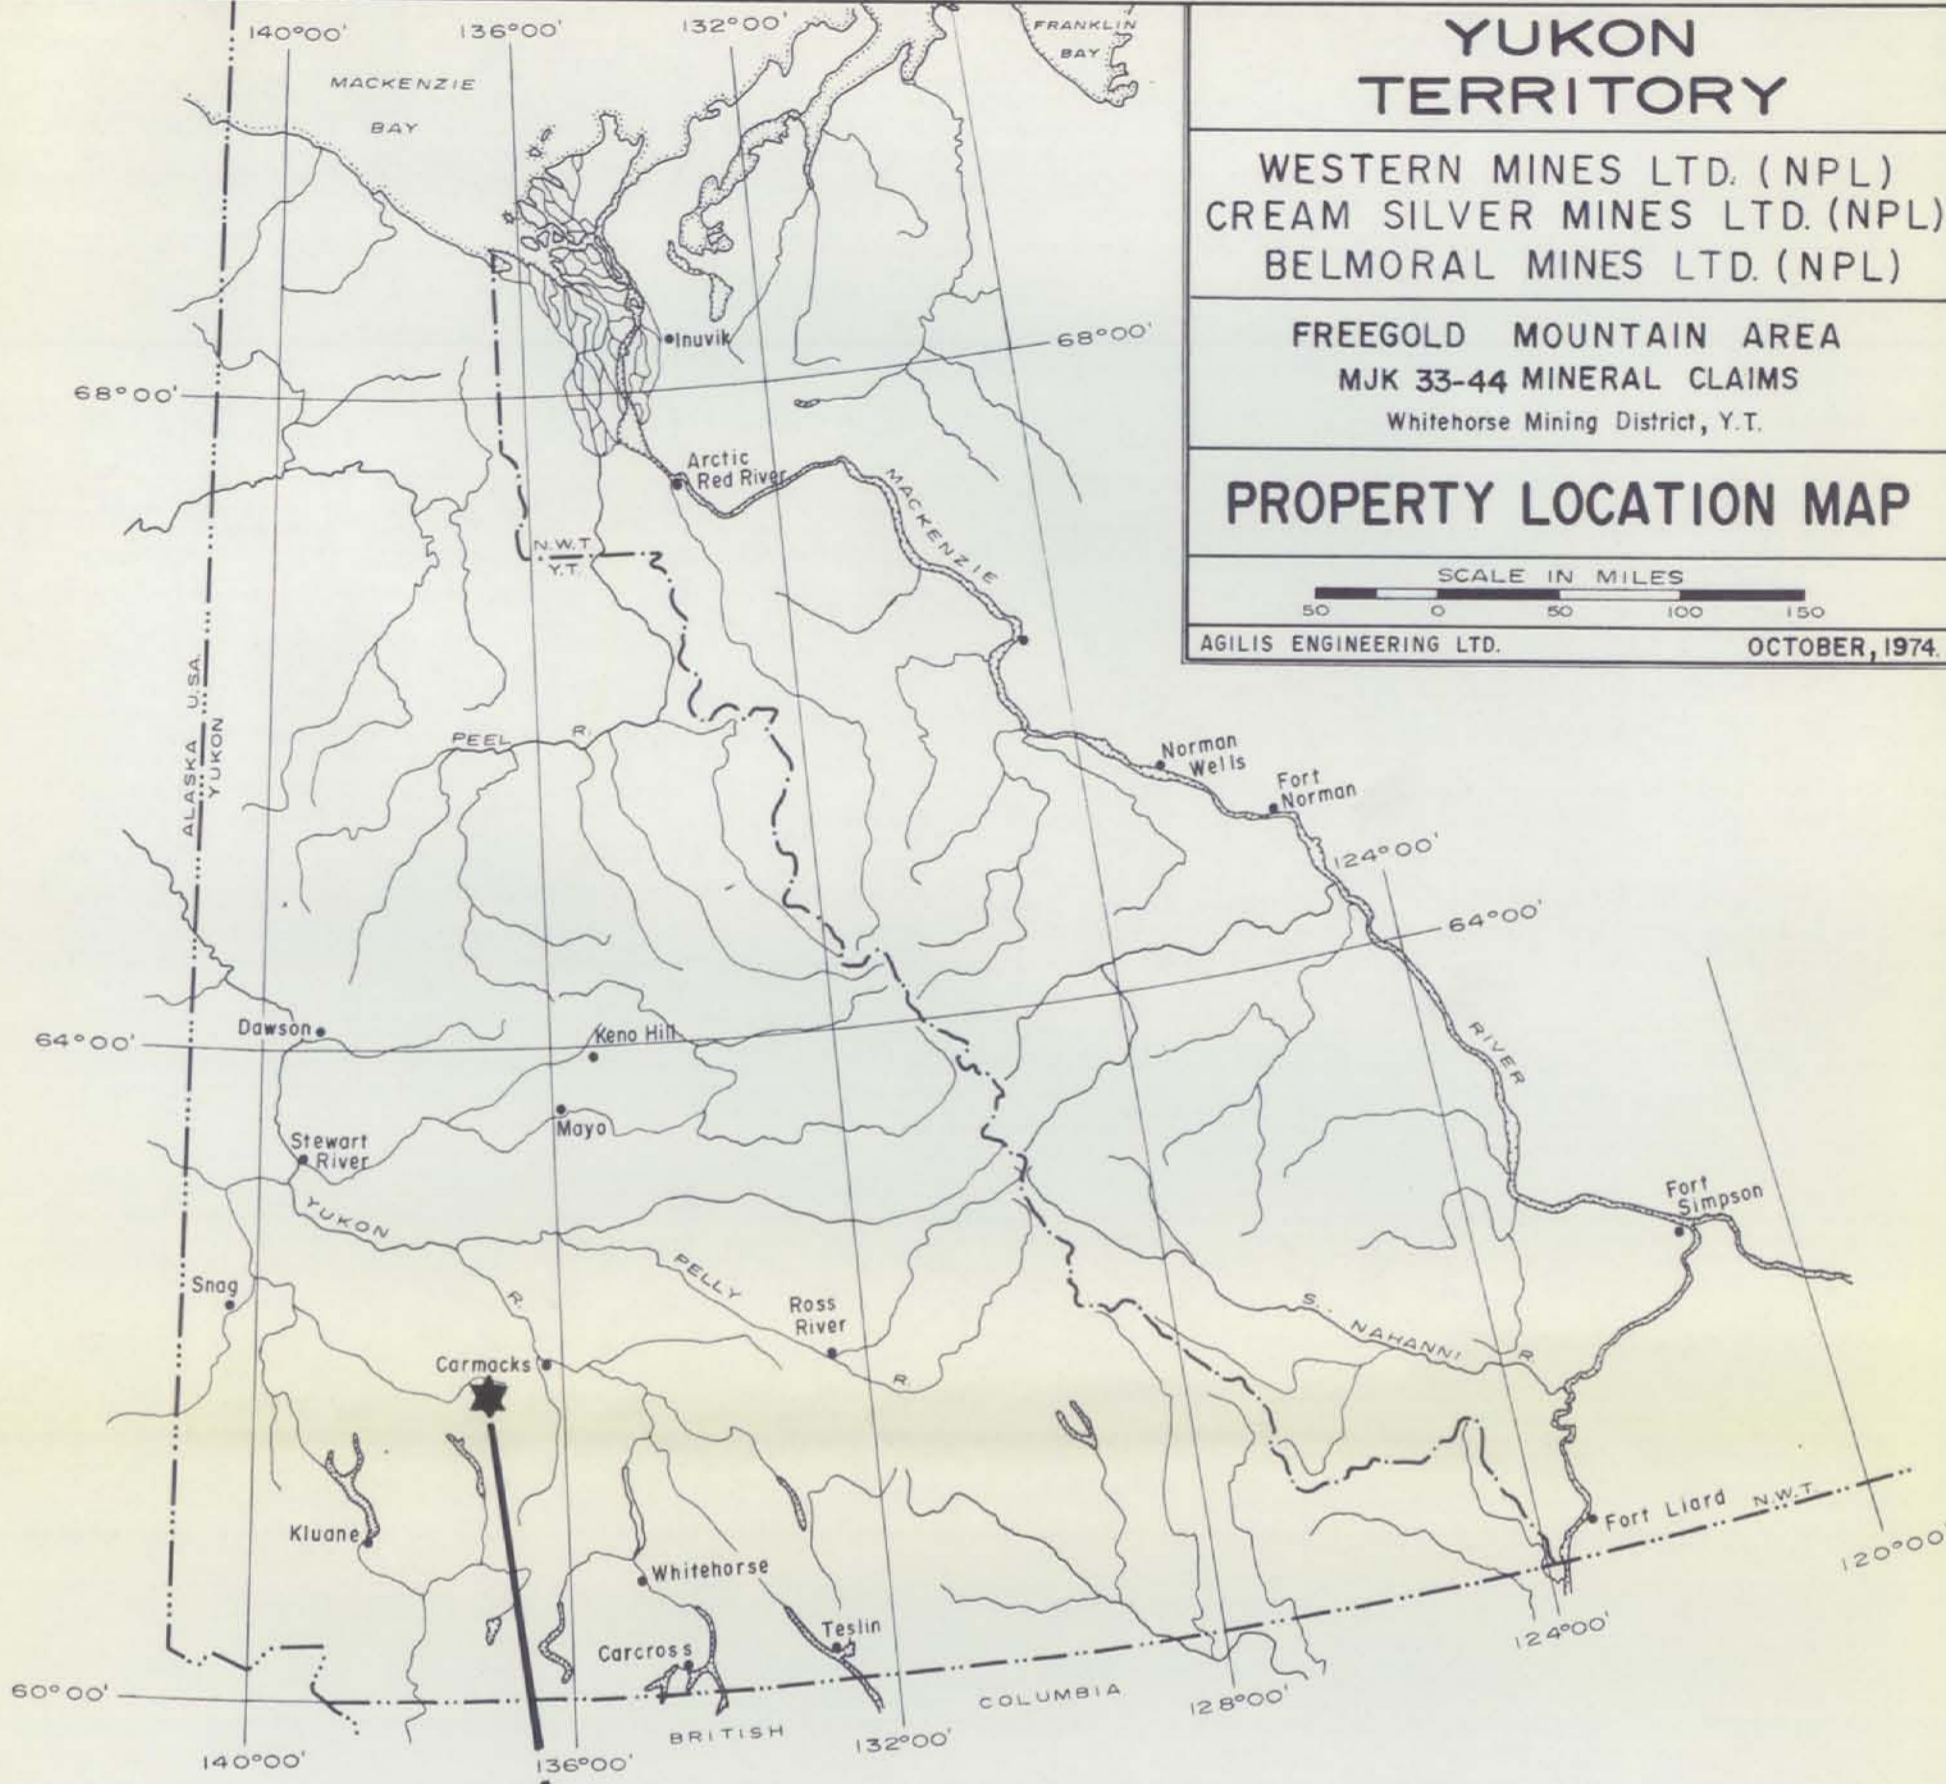 140°00'
136°00'
132°00'
FRANKLIN
BAY
MACKENZIE
BAY
YUKON
TERRITORY
WESTERN MINES LTD. (NPL)
CREAM SILVER MINES LTD. (NPL)
BELMORAL MINES LTD. (NPL)
FREEGOLD MOUNTAIN AREA
MJK 33-44 MINERAL CLAIMS
Whitehorse Mining District, Y.T.
PROPERTY LOCATION MAP
SCALE IN MILES
50 0 50 100 150
AGILIS ENGINEERING LTD. OCTOBER, 1974.
Inuvik
68°00'
68°00'
Arctic
Red River
MACKENZIE
N.W.T
Y.T.
ALASKA U.S.A.
YUKON
PEEL R.
Norman
Wells
Fort
Norman
124°00'
64°00'
Dawson
Keno Hill
64°00'
RIVER
Mayo
Stewart
River
YUKON
Fort
Simpson
PELLY
Snag
R.
Ross
River
S. NAHANNI R.
Carmacks
R.
Kluane
Fort Liard
N.W.T.
120°00'
Whitehorse
Teslin
Carcross
124°00'
60°00'
COLUMBIA
128°00'
BRITISH
132°00'
140°00'
136°00'